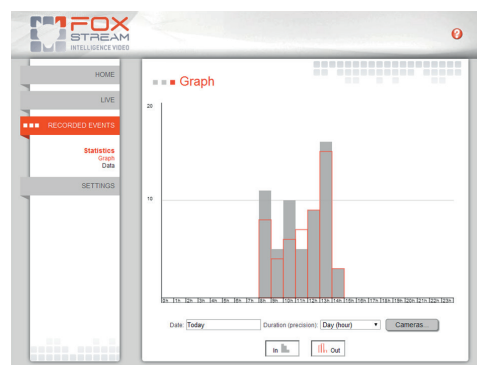 FOX
STREAM
INTELLIGENCE VIDEO
?
HOME
LIVE
RECORDED EVENTS
Statistics
Graph
Data
SETTINGS
Graph
20
10
0h 1h 2h 3h 4h 5h 6h 7h 8h 9h 10h 11h 12h 13h 14h 15h 16h 17h 18h 19h 20h 21h 22h 23h
Date: Today Duration (precision): Day (hour) Cameras...
In Out